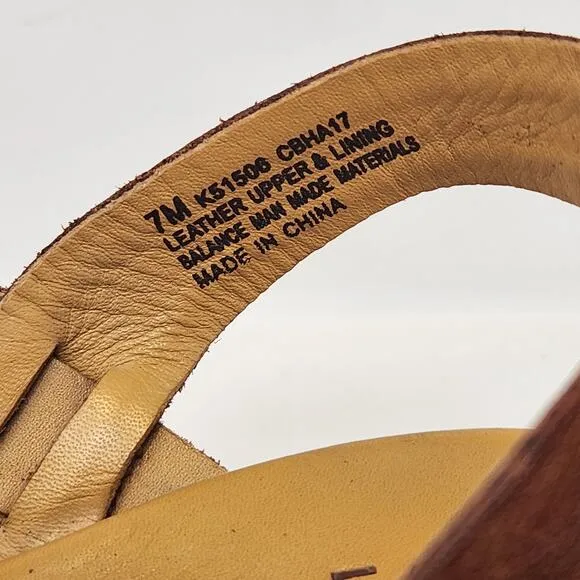 7M K51506 CBHA17
LEATHER UPPER & LINING
BALANCE MAN MADE MATERIALS
MADE IN CHINA